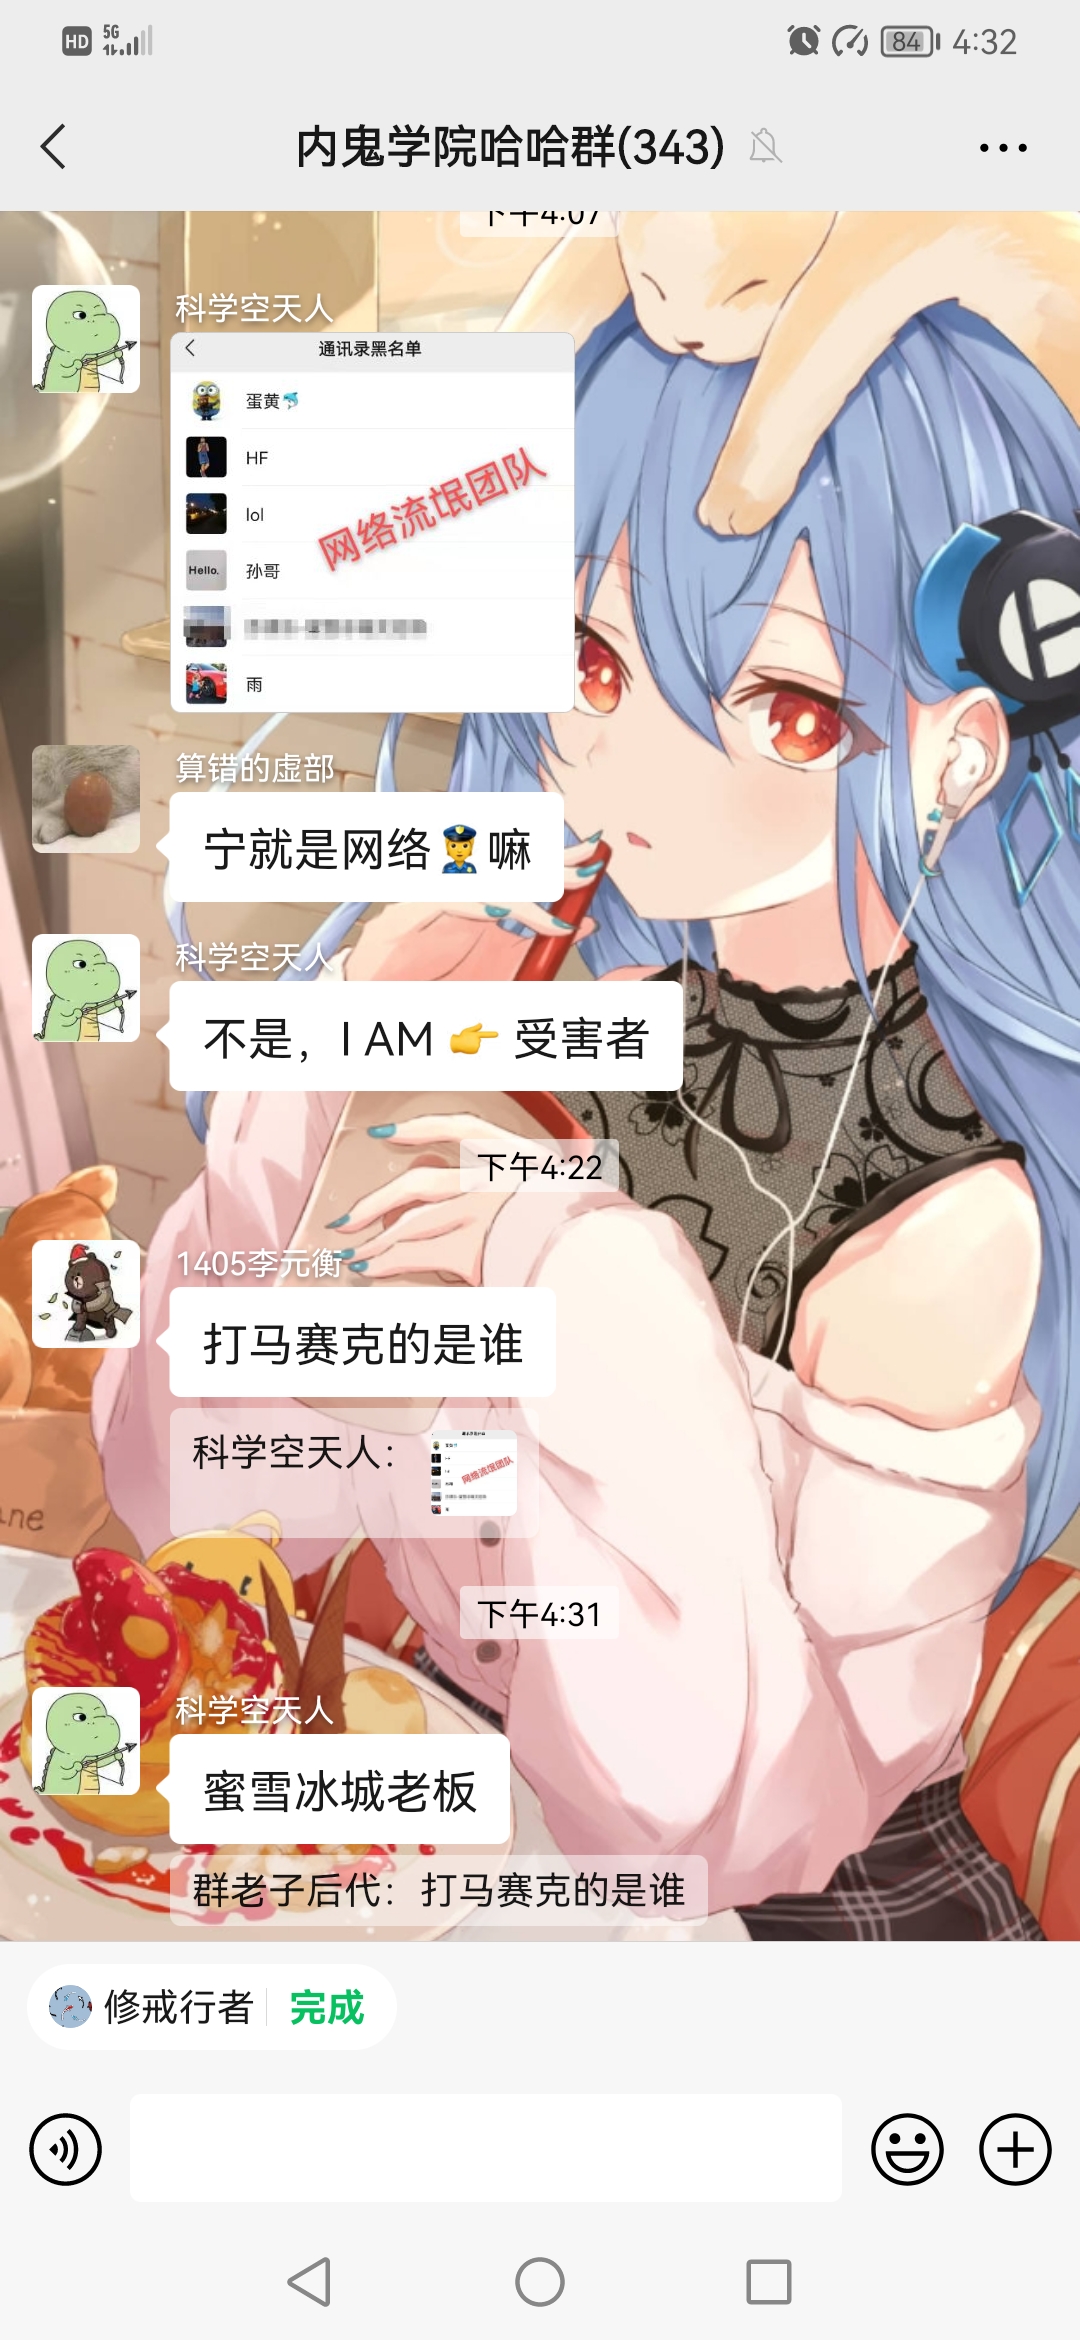 HD 5G 84 4:32
内鬼学院哈哈群(343)
下午4:07
科学空天人
通讯录黑名单
蛋黄🐬
HF
lol
网络流氓团队
Hello. 孙哥
雨
算错的虚部
宁就是网络👮嘛
科学空天人
不是，I AM 👉 受害者
下午4:22
1405李元衡
打马赛克的是谁
科学空天人：
网络流氓团队
下午4:31
科学空天人
蜜雪冰城老板
群老子后代：打马赛克的是谁
修戒行者 完成